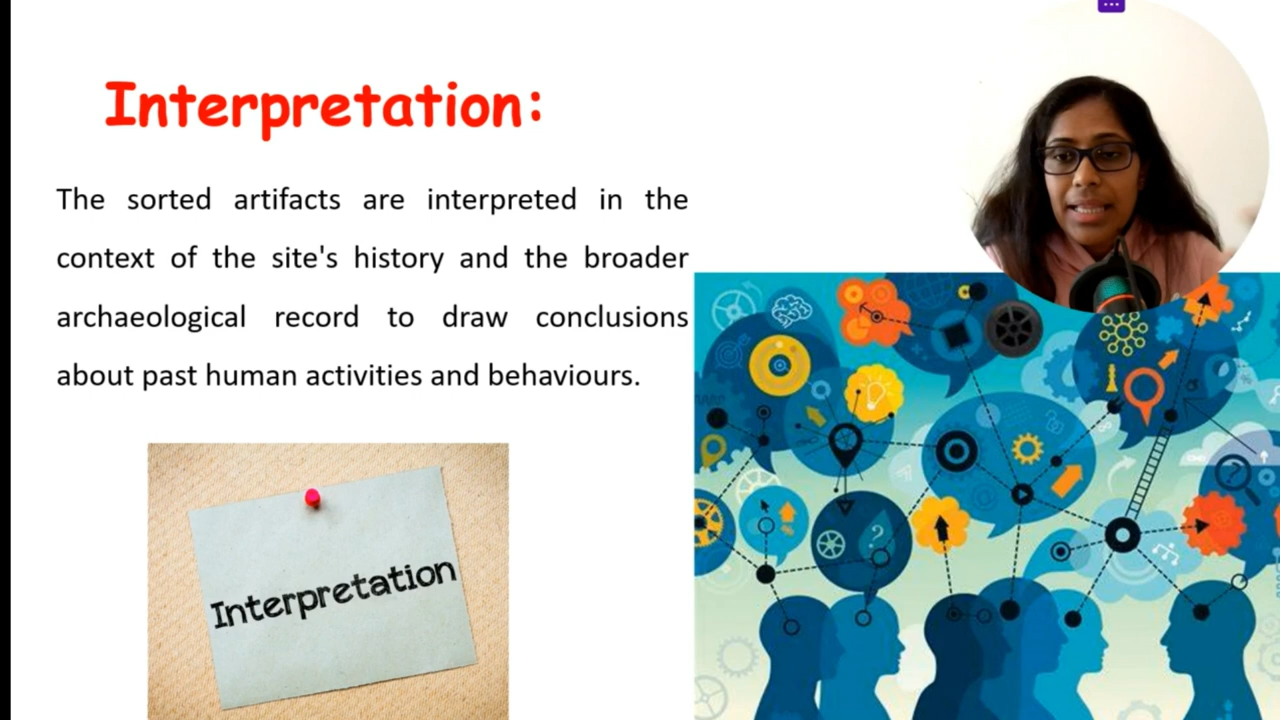 Interpretation:
The sorted artifacts are interpreted in the
context of the site's history and the broader
archaeological record to draw conclusions
about past human activities and behaviours.
Interpretation